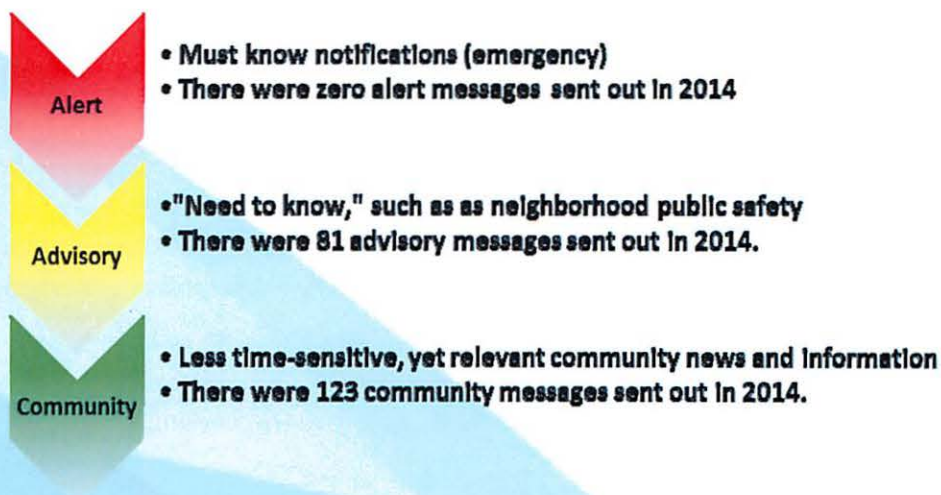 Alert
• Must know notifications (emergency)
• There were zero alert messages sent out in 2014
Advisory
•"Need to know," such as as neighborhood public safety
• There were 81 advisory messages sent out in 2014.
Community
• Less time-sensitive, yet relevant community news and information
• There were 123 community messages sent out in 2014.